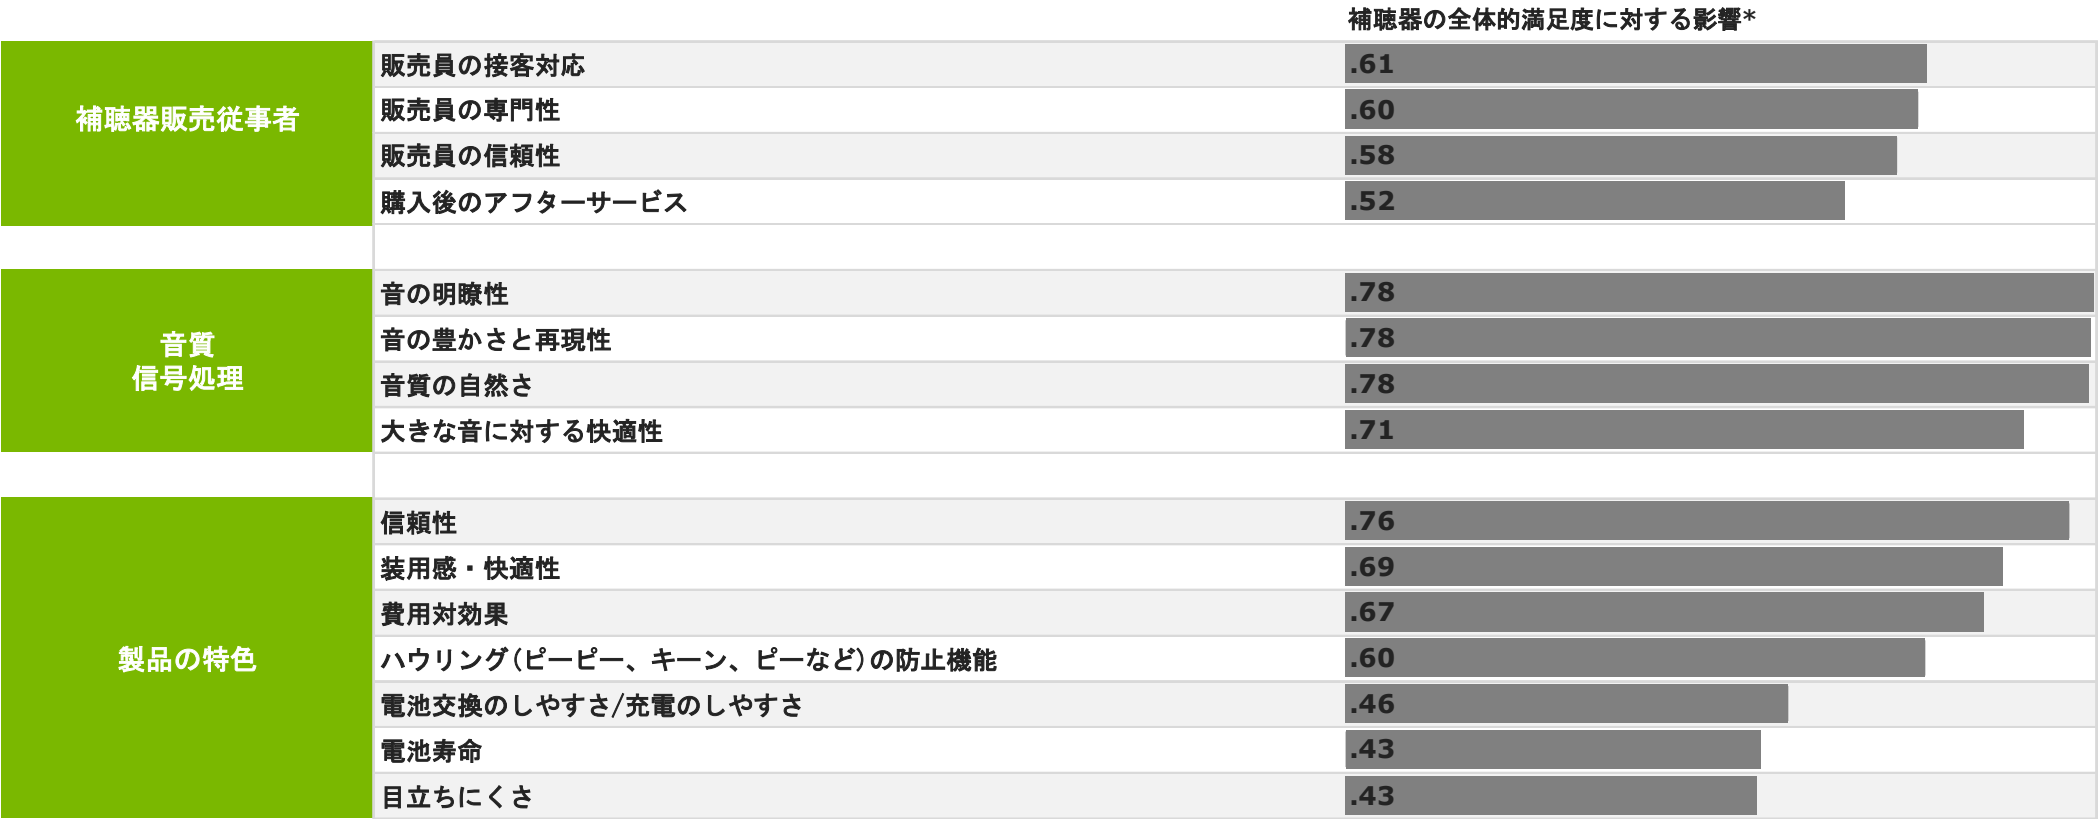 補聴器の全体的満足度に対する影響*
補聴器販売従事者
販売員の接客対応 .61
販売員の専門性 .60
販売員の信頼性 .58
購入後のアフターサービス .52
音質
信号処理
音の明瞭性 .78
音の豊かさと再現性 .78
音質の自然さ .78
大きな音に対する快適性 .71
製品の特色
信頼性 .76
装用感・快適性 .69
費用対効果 .67
ハウリング(ピーピー、キーン、ピーなど)の防止機能 .60
電池交換のしやすさ/充電のしやすさ .46
電池寿命 .43
目立ちにくさ .43